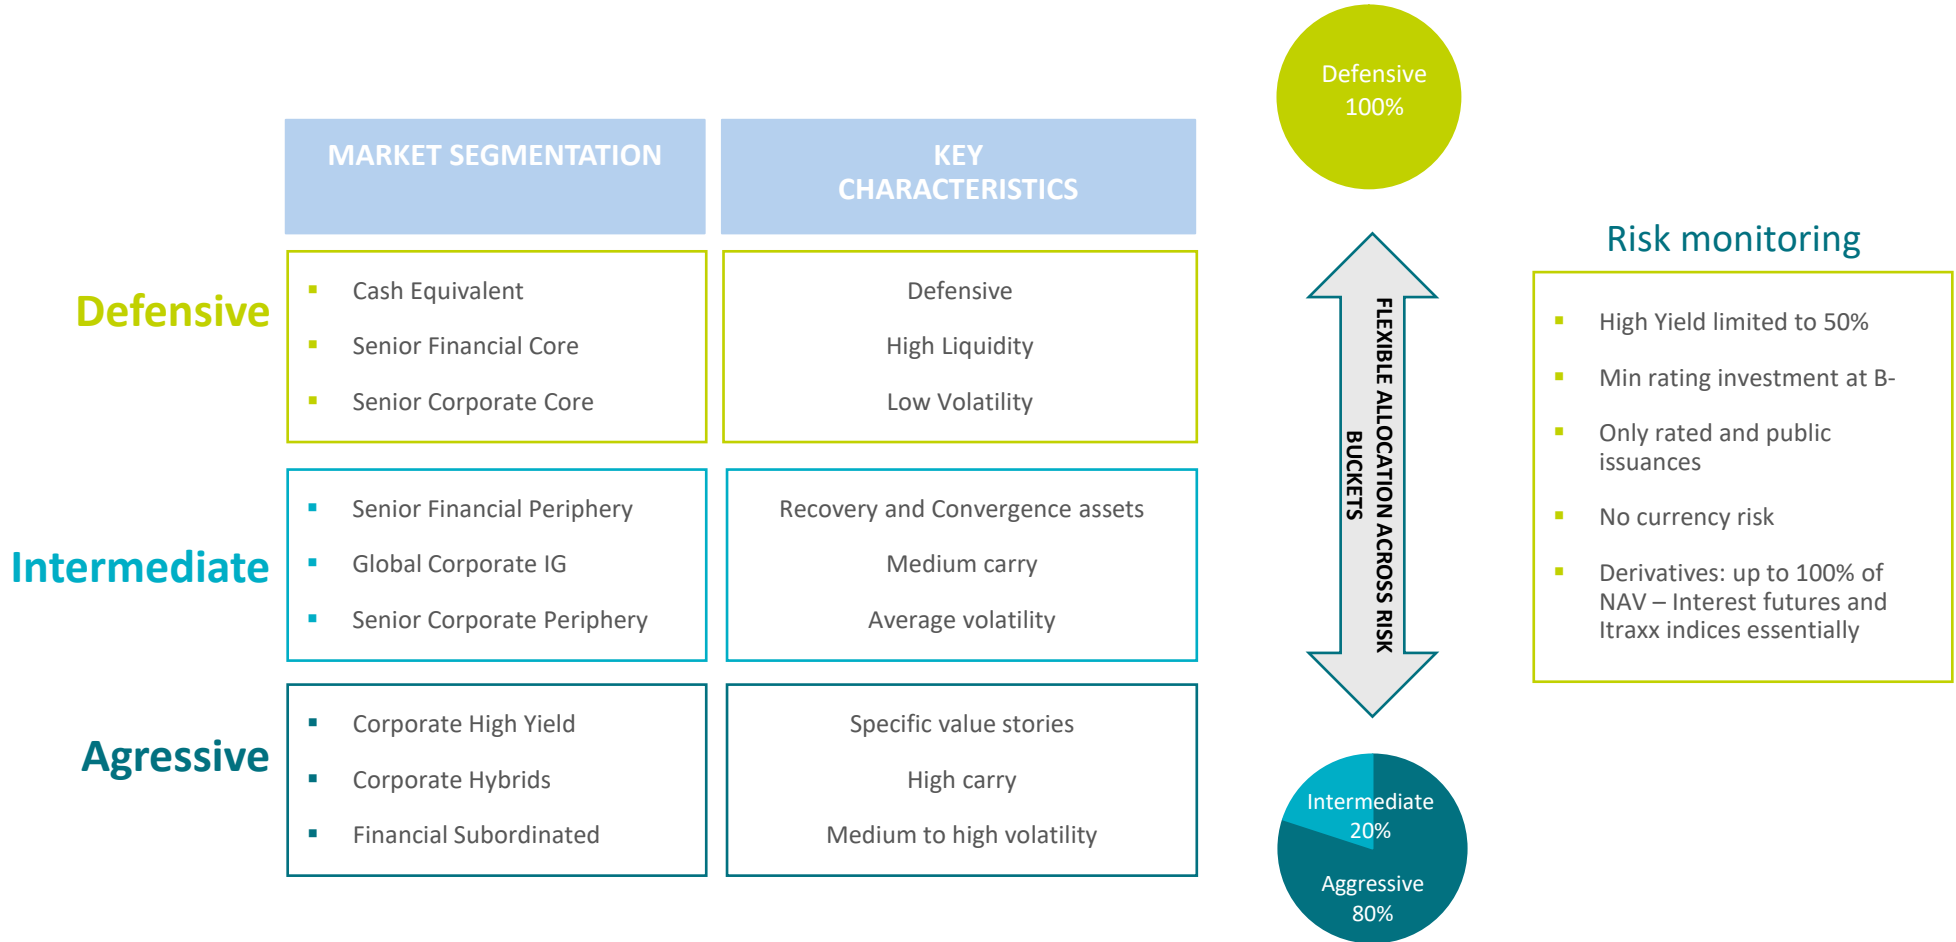 MARKET SEGMENTATION
KEY
CHARACTERISTICS
Defensive
Cash Equivalent
Senior Financial Core
Senior Corporate Core
Defensive
High Liquidity
Low Volatility
Intermediate
Senior Financial Periphery
Global Corporate IG
Senior Corporate Periphery
Recovery and Convergence assets
Medium carry
Average volatility
Agressive
Corporate High Yield
Corporate Hybrids
Financial Subordinated
Specific value stories
High carry
Medium to high volatility
Defensive
100%
FLEXIBLE ALLOCATION ACROSS RISK
BUCKETS
Intermediate
20%
Aggressive
80%
Risk monitoring
High Yield limited to 50%
Min rating investment at B-
Only rated and public
issuances
No currency risk
Derivatives: up to 100% of
NAV – Interest futures and
Itraxx indices essentially